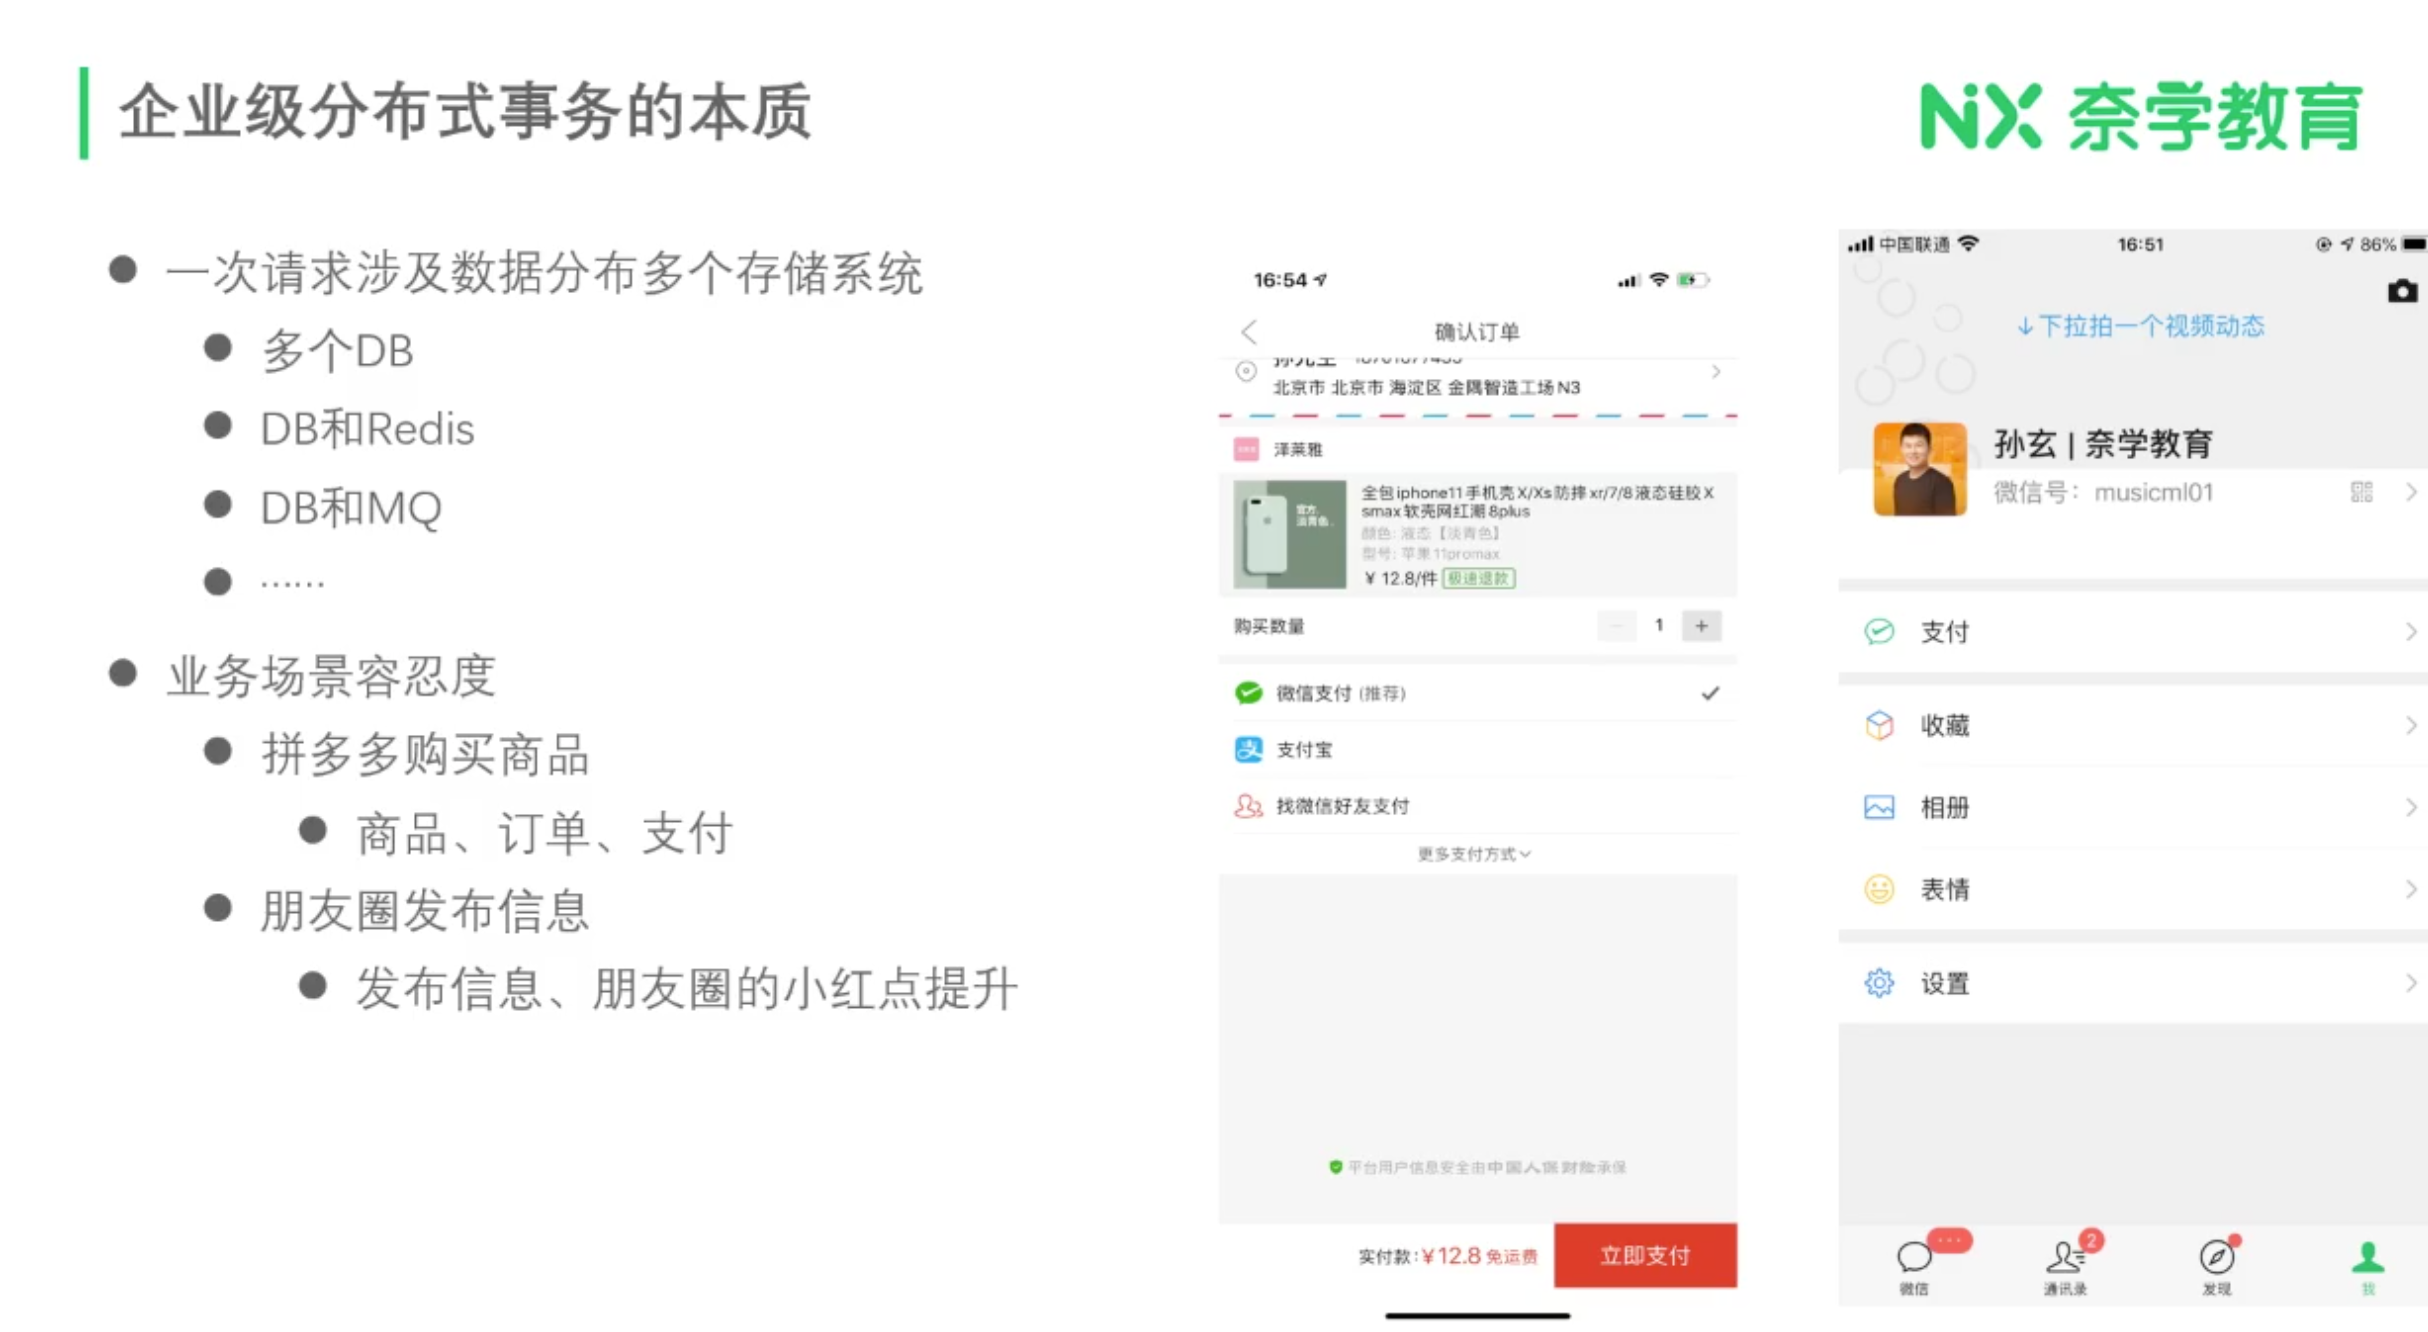 企业级分布式事务的本质
NX 奈学教育
一次请求涉及数据分布多个存储系统
多个DB
DB和Redis
DB和MQ
……
业务场景容忍度
拼多多购买商品
商品、订单、支付
朋友圈发布信息
发布信息、朋友圈的小红点提升
16:54
确认订单
北京市 北京市 海淀区 金隅智造工场N3
泽莱雅
官方.
淡青色.
全包iphone11手机壳X/Xs防摔xr/7/8液态硅胶X
smax软壳网红潮8plus
颜色: 液态【淡青色】
型号: 苹果11promax
¥ 12.8/件 极速退款
购买数量 − 1 +
微信支付 (推荐)
支付宝
找微信好友支付
更多支付方式
平台用户信息安全由中国人保财险承保
实付款:¥12.8 免运费 立即支付
中国联通 16:51 86%
↓下拉拍一个视频动态
孙玄 | 奈学教育
微信号: musicml01
支付
收藏
相册
表情
设置
... 2
微信 通讯录 发现 我